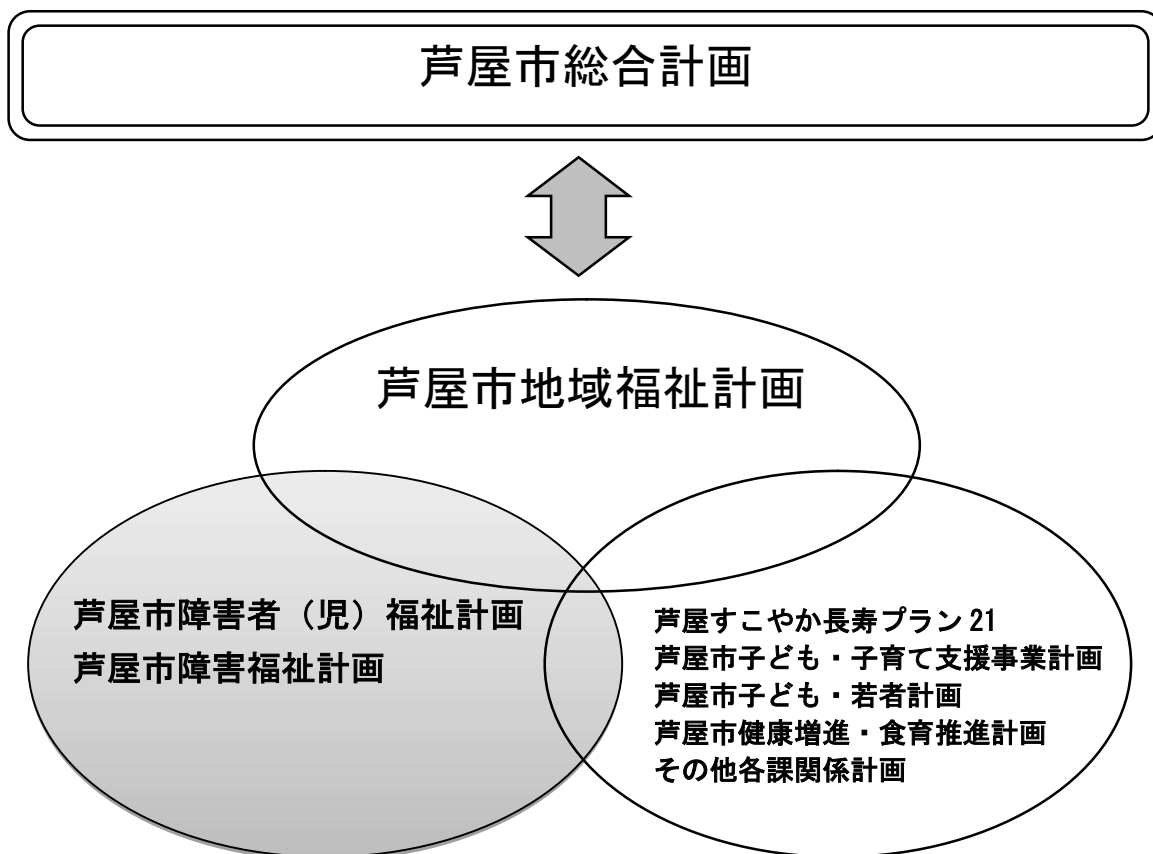 芦屋市総合計画
芦屋市地域福祉計画
芦屋市障害者（児）福祉計画
芦屋市障害福祉計画
芦屋すこやか長寿プラン 21
芦屋市子ども・子育て支援事業計画
芦屋市子ども・若者計画
芦屋市健康増進・食育推進計画
その他各課関係計画